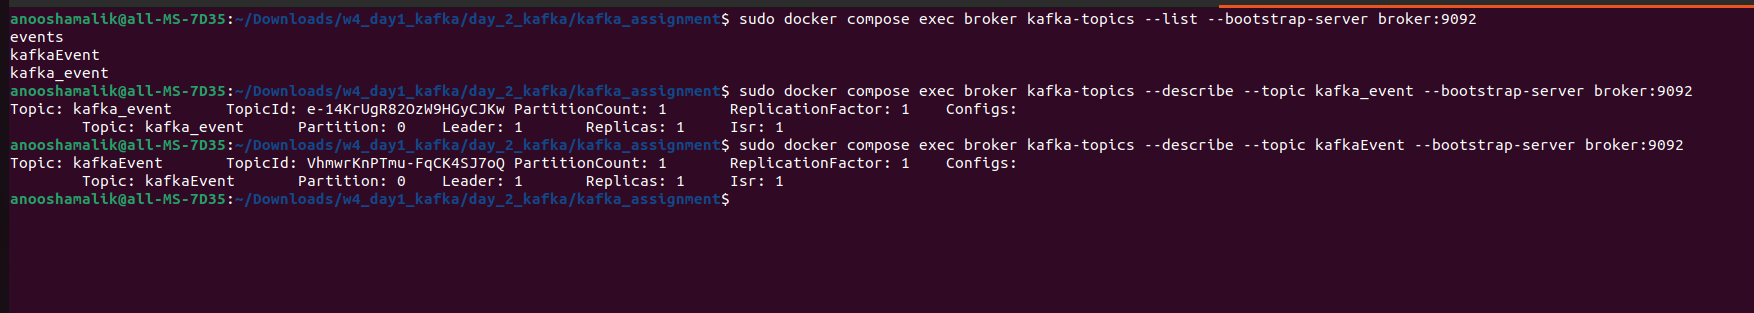 anooshamalik@all-MS-7D35:~/Downloads/w4_day1_kafka/day_2_kafka/kafka_assignment$ sudo docker compose exec broker kafka-topics --list --bootstrap-server broker:9092
events
kafkaEvent
kafka_event
anooshamalik@all-MS-7D35:~/Downloads/w4_day1_kafka/day_2_kafka/kafka_assignment$ sudo docker compose exec broker kafka-topics --describe --topic kafka_event --bootstrap-server broker:9092
Topic: kafka_event TopicId: e-14KrUgR82OzW9HGyCJKw PartitionCount: 1 ReplicationFactor: 1 Configs:
Topic: kafka_event Partition: 0 Leader: 1 Replicas: 1 Isr: 1
anooshamalik@all-MS-7D35:~/Downloads/w4_day1_kafka/day_2_kafka/kafka_assignment$ sudo docker compose exec broker kafka-topics --describe --topic kafkaEvent --bootstrap-server broker:9092
Topic: kafkaEvent TopicId: VhmwrKnPTmu-FqCK4SJ7oQ PartitionCount: 1 ReplicationFactor: 1 Configs:
Topic: kafkaEvent Partition: 0 Leader: 1 Replicas: 1 Isr: 1
anooshamalik@all-MS-7D35:~/Downloads/w4_day1_kafka/day_2_kafka/kafka_assignment$